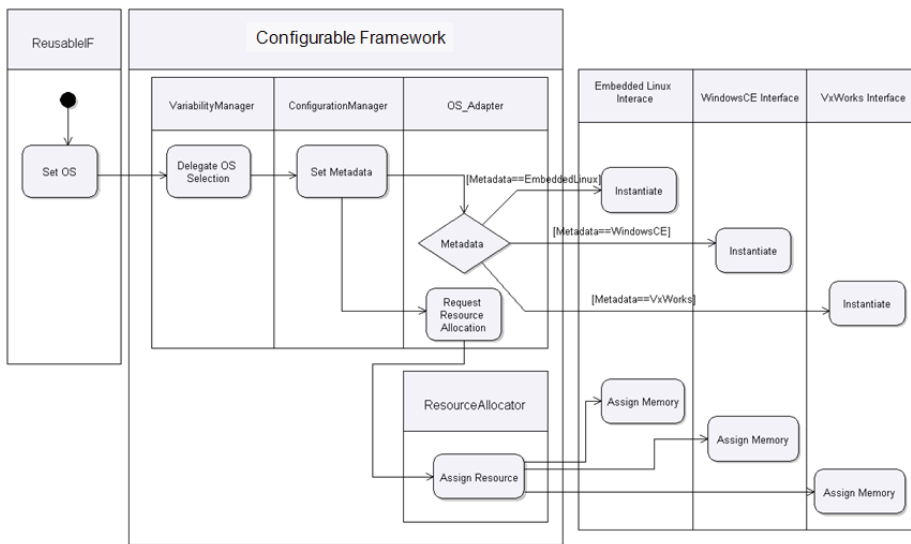 ReusableIF
Configurable Framework
VariabilityManager
ConfigurationManager
OS_Adapter
Embedded Linux
Interace
WindowsCE Interface
VxWorks Interface
Set OS
Delegate OS
Selection
Set Metadata
[Metadata==EmbeddedLinux]
Instantiate
Metadata
[Metadata==WindowsCE]
Instantiate
[Metadata==VxWorks]
Instantiate
Request
Resource
Allocation
ResourceAllocator
Assign Memory
Assign Memory
Assign Resource
Assign Memory